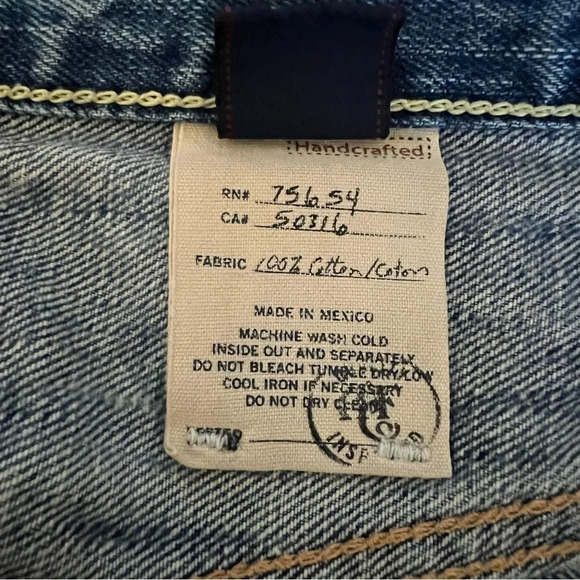 Handcrafted
RN# 75654
CA# 50316
FABRIC 100% Cotton/Coton
MADE IN MEXICO
MACHINE WASH COLD
INSIDE OUT AND SEPARATELY
DO NOT BLEACH TUMBLE DRY LOW
COOL IRON IF NECESSARY
DO NOT DRY CLEAN
INSP